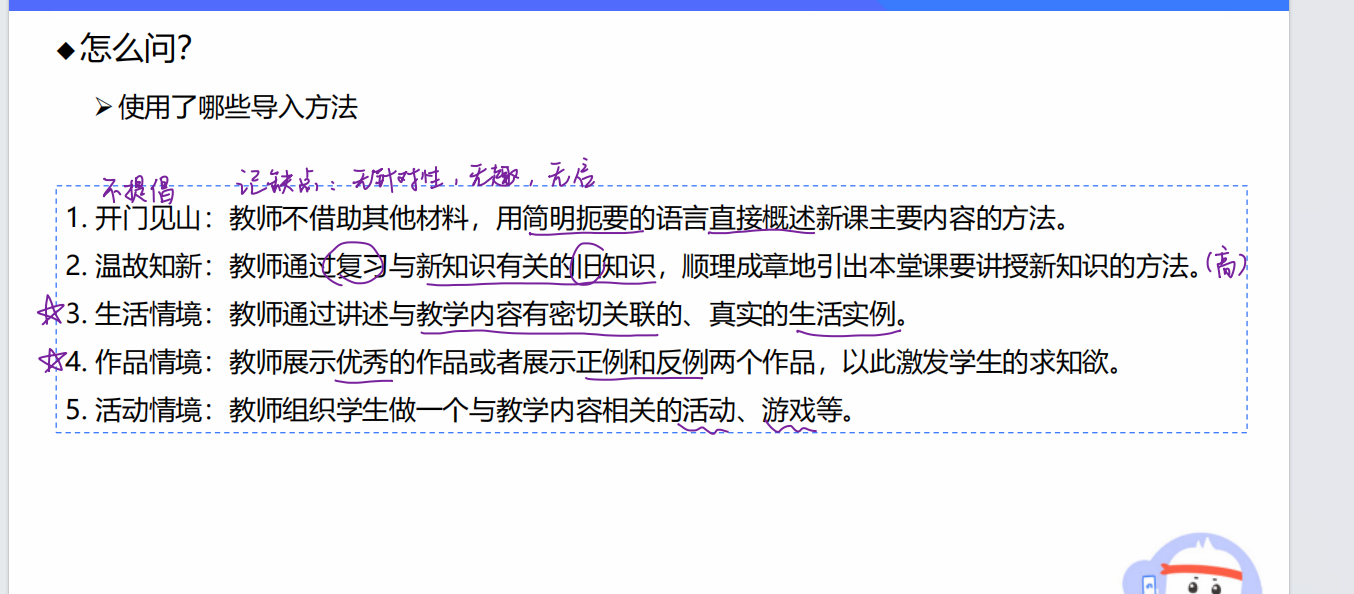 ◆怎么问？
➢使用了哪些导入方法
不提倡 记缺点：无针对性，无趣，无启
1. 开门见山：教师不借助其他材料，用简明扼要的语言直接概述新课主要内容的方法。
2. 温故知新：教师通过复习与新知识有关的旧知识，顺理成章地引出本堂课要讲授新知识的方法。（高）
☆3. 生活情境：教师通过讲述与教学内容有密切关联的、真实的生活实例。
☆4. 作品情境：教师展示优秀的作品或者展示正例和反例两个作品，以此激发学生的求知欲。
5. 活动情境：教师组织学生做一个与教学内容相关的活动、游戏等。